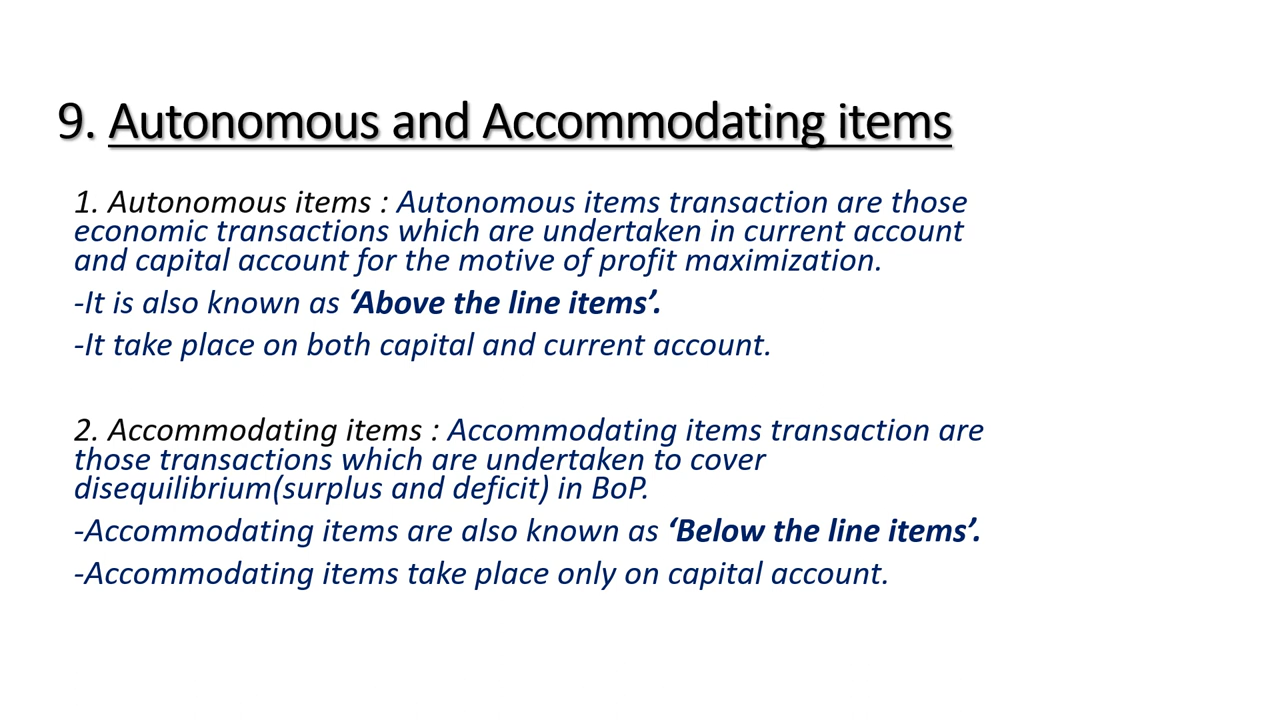 9. Autonomous and Accommodating items
1. Autonomous items : Autonomous items transaction are those
economic transactions which are undertaken in current account
and capital account for the motive of profit maximization.
-It is also known as ‘Above the line items’.
-It take place on both capital and current account.
2. Accommodating items : Accommodating items transaction are
those transactions which are undertaken to cover
disequilibrium(surplus and deficit) in BoP.
-Accommodating items are also known as ‘Below the line items’.
-Accommodating items take place only on capital account.